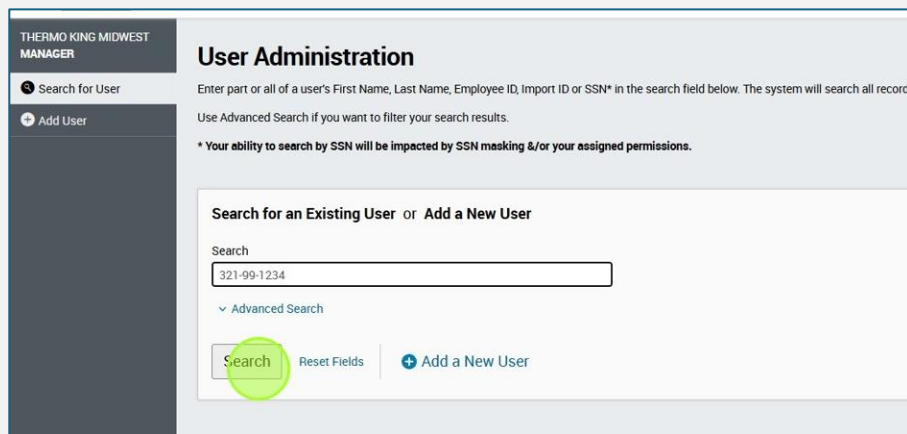 THERMO KING MIDWEST
MANAGER
Search for User
Add User
User Administration
Enter part or all of a user's First Name, Last Name, Employee ID, Import ID or SSN* in the search field below. The system will search all record
Use Advanced Search if you want to filter your search results.
* Your ability to search by SSN will be impacted by SSN masking &/or your assigned permissions.
Search for an Existing User or Add a New User
Search
321-99-1234
Advanced Search
Search Reset Fields Add a New User